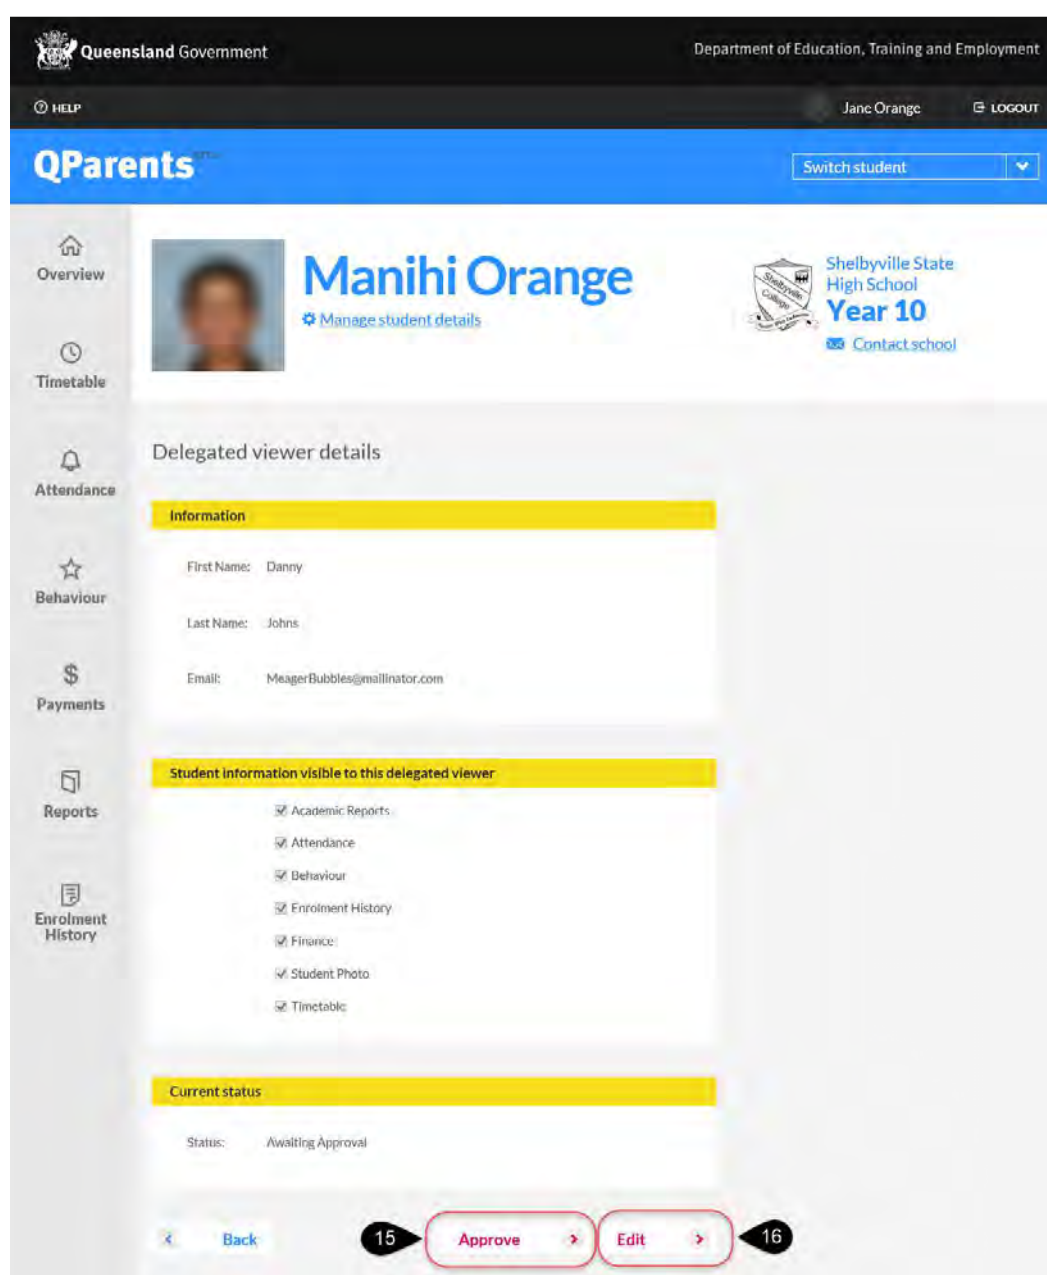 Queensland Government
Department of Education, Training and Employment
HELP
Jane Orange
LOGOUT
QParents
Switch student
Overview
Timetable
Attendance
Behaviour
Payments
Reports
Enrolment
History
Manihi Orange
Manage student details
Shelbyville
College
Shelbyville State
High School
Year 10
Contact school
Delegated viewer details
Information
First Name: Danny
Last Name: Johns
Email: MeagerBubbles@mailinator.com
Student information visible to this delegated viewer
Academic Reports
Attendance
Behaviour
Enrolment History
Finance
Student Photo
Timetable
Current status
Status: Awaiting Approval
Back
15
Approve
Edit
16